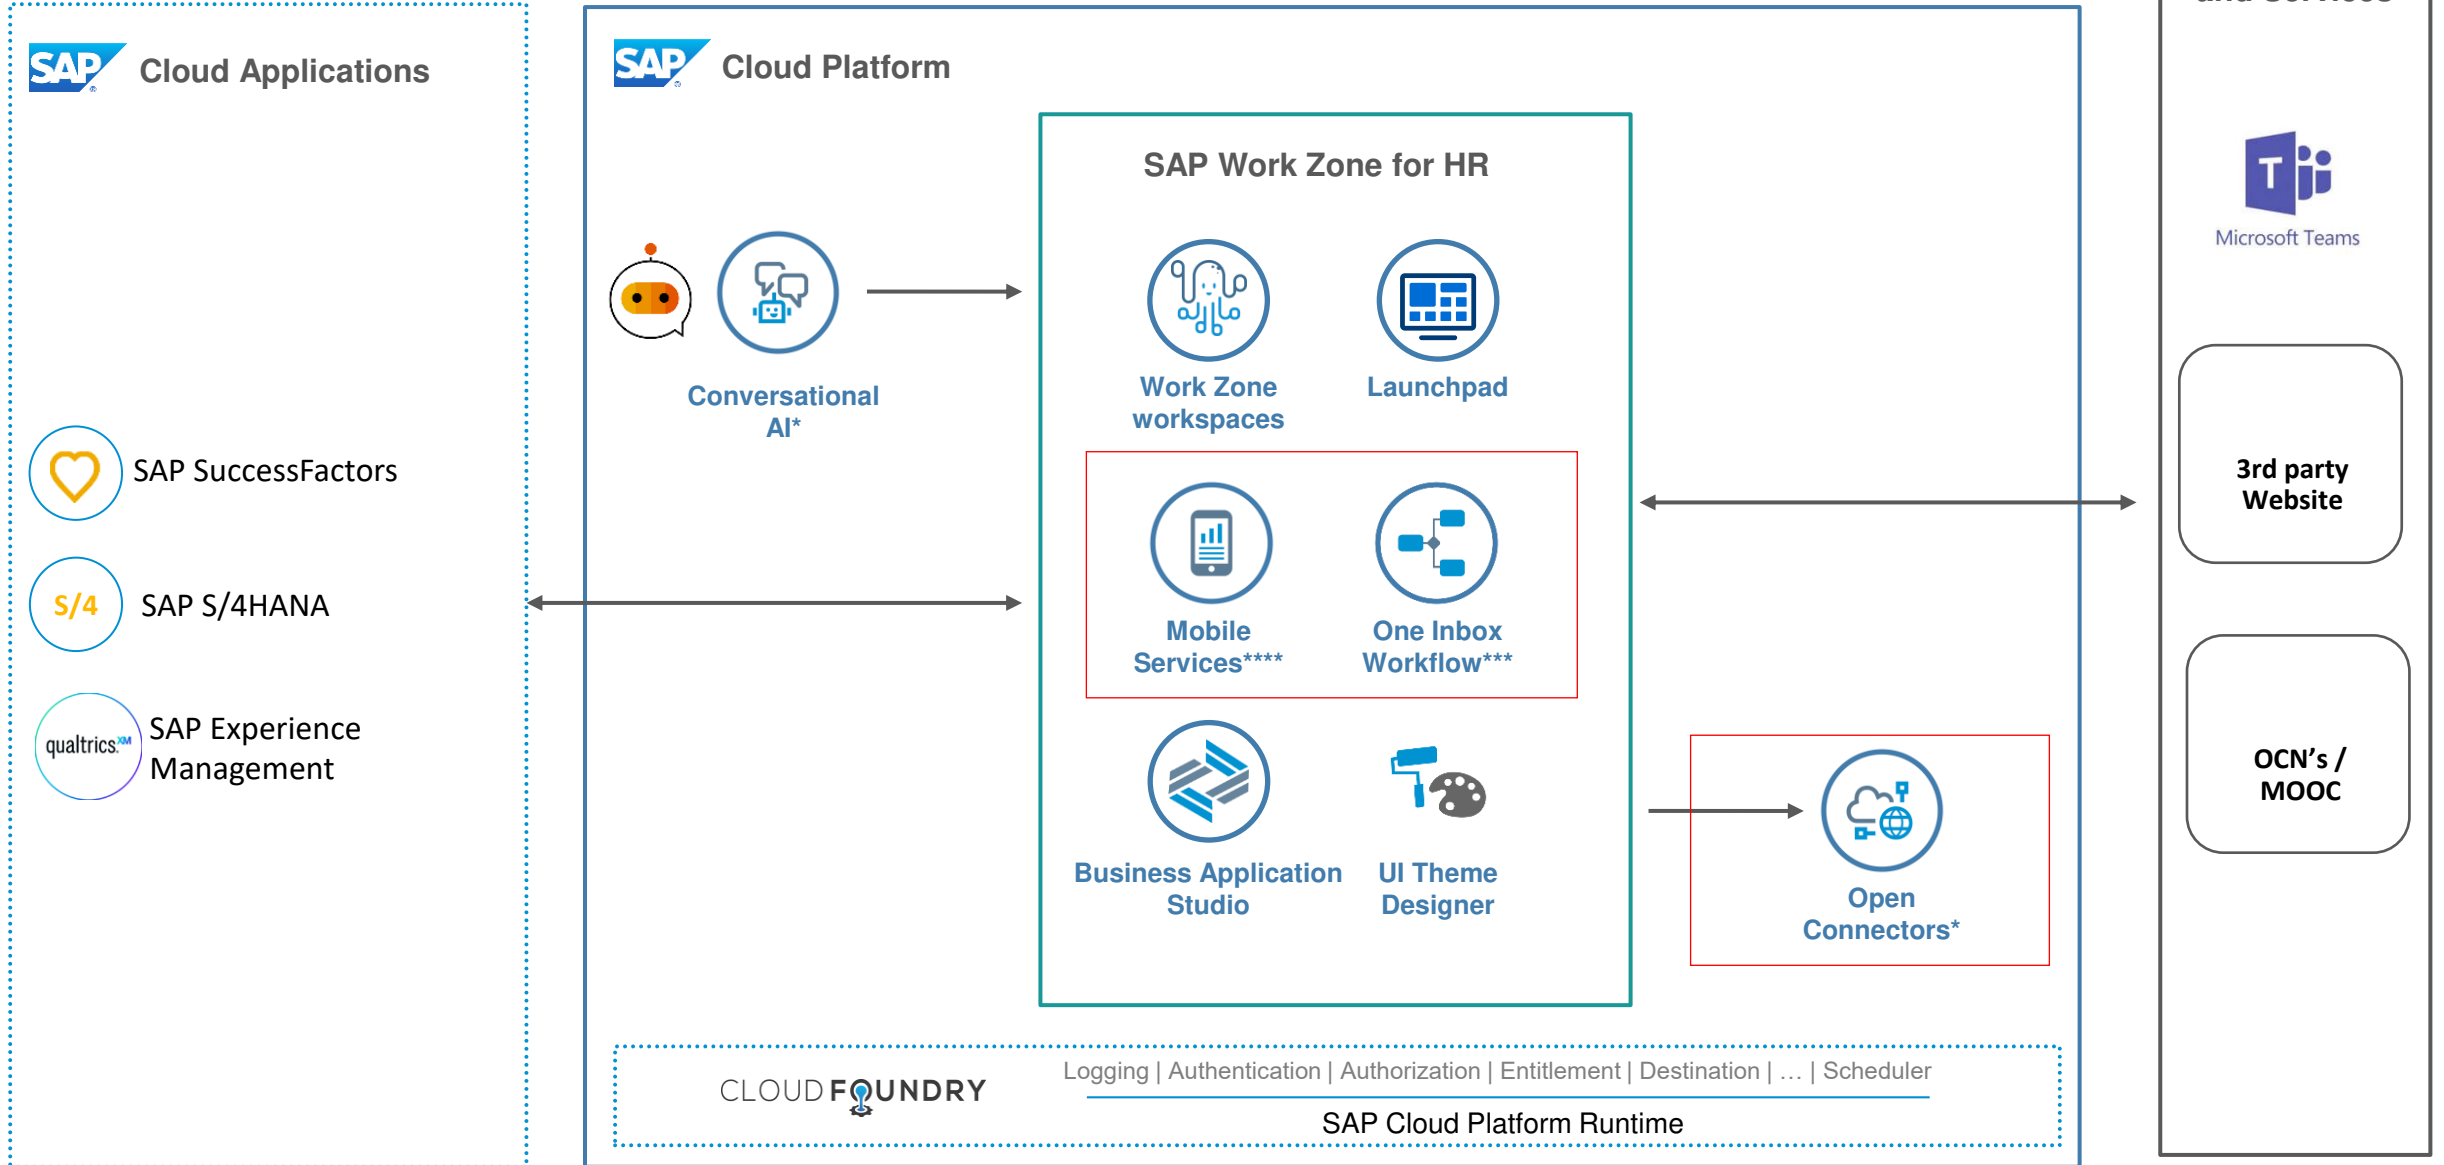 SAP
®
Cloud Applications
SAP SuccessFactors
S/4
SAP S/4HANA
qualtrics.XM
SAP Experience
Management
SAP
®
Cloud Platform
Conversational
AI*
SAP Work Zone for HR
Work Zone
workspaces
Launchpad
Mobile
Services****
One Inbox
Workflow***
Business Application
Studio
UI Theme
Designer
Open
Connectors*
CLOUD FOUNDRY
Logging | Authentication | Authorization | Entitlement | Destination | … | Scheduler
SAP Cloud Platform Runtime
and Services
T
Microsoft Teams
3rd party
Website
OCN’s /
MOOC